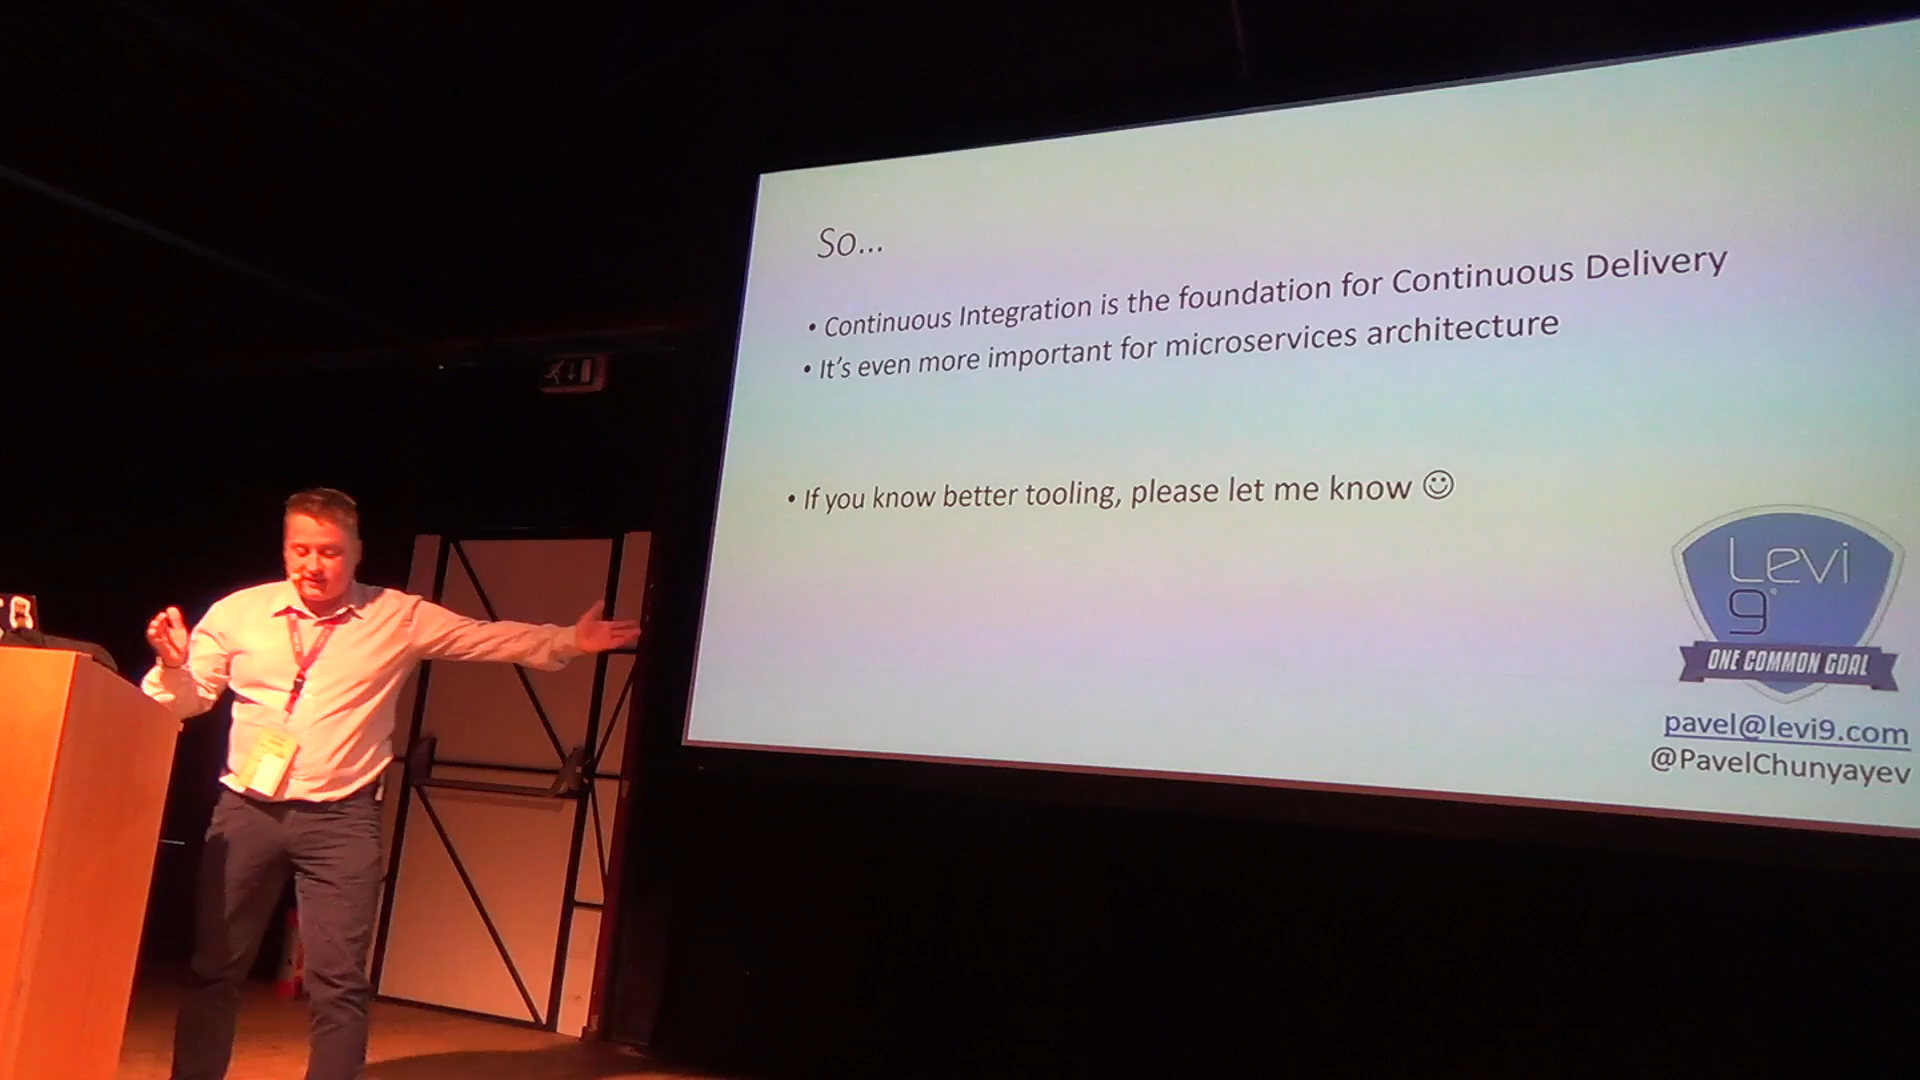 So...
• Continuous Integration is the foundation for Continuous Delivery
• It's even more important for microservices architecture
• If you know better tooling, please let me know ☺
Levi
9
ONE COMMON GOAL
pavel@levi9.com
@PavelChunyayev